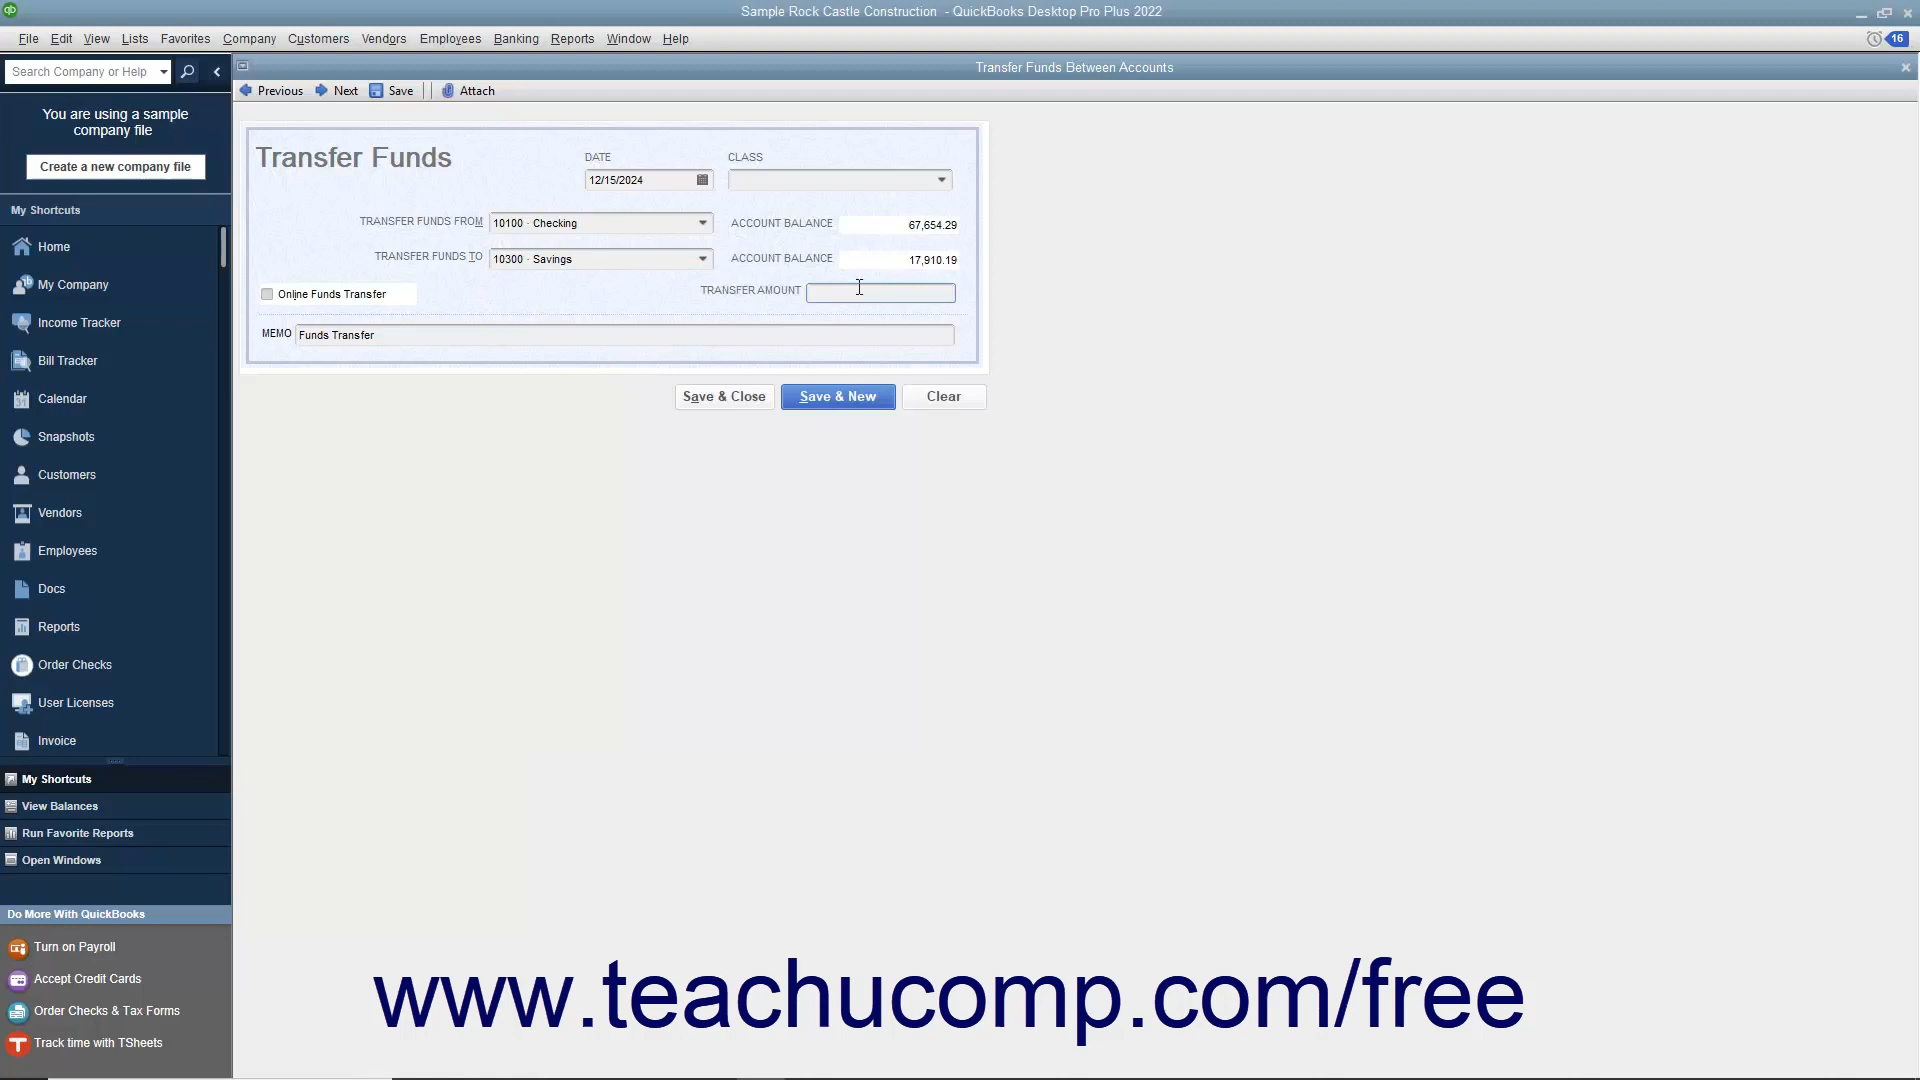 Sample Rock Castle Construction - QuickBooks Desktop Pro Plus 2022
File Edit View Lists Favorites Company Customers Vendors Employees Banking Reports Window Help
16
Search Company or Help
Transfer Funds Between Accounts
Previous Next Save Attach
You are using a sample
company file
Create a new company file
My Shortcuts
Home
My Company
Income Tracker
Bill Tracker
Calendar
Snapshots
Customers
Vendors
Employees
Docs
Reports
Order Checks
User Licenses
Invoice
My Shortcuts
View Balances
Run Favorite Reports
Open Windows
Do More With QuickBooks
Turn on Payroll
Accept Credit Cards
Order Checks & Tax Forms
Track time with TSheets
Transfer Funds
DATE
12/15/2024
CLASS
TRANSFER FUNDS FROM 10100 · Checking ACCOUNT BALANCE 67,654.29
TRANSFER FUNDS TO 10300 · Savings ACCOUNT BALANCE 17,910.19
Online Funds Transfer TRANSFER AMOUNT
MEMO Funds Transfer
Save & Close Save & New Clear
www.teachucomp.com/free